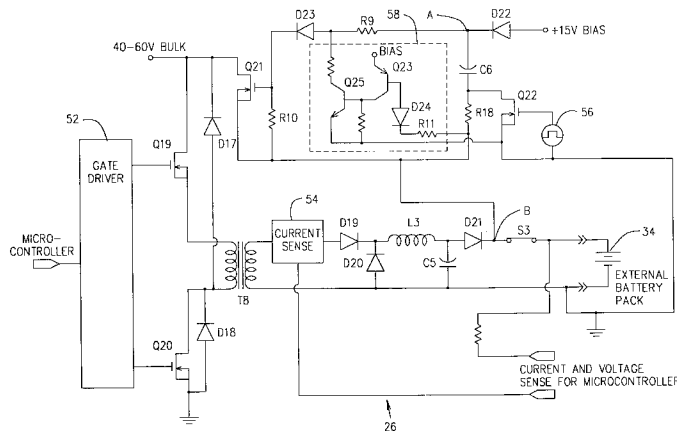 D23
R9
58
A
D22
+15V BIAS
40-60V BULK
Q21
BIAS
Q23
C6
Q25
Q22
56
52
R10
D24
R18
R11
Q19
D17
GATE
DRIVER
54
CURRENT
SENSE
D19
L3
D21
B
S3
34
MICRO-
CONTROLLER
D20
C5
EXTERNAL
BATTERY
PACK
T8
D18
Q20
CURRENT AND VOLTAGE
SENSE FOR MICROCONTROLLER
26